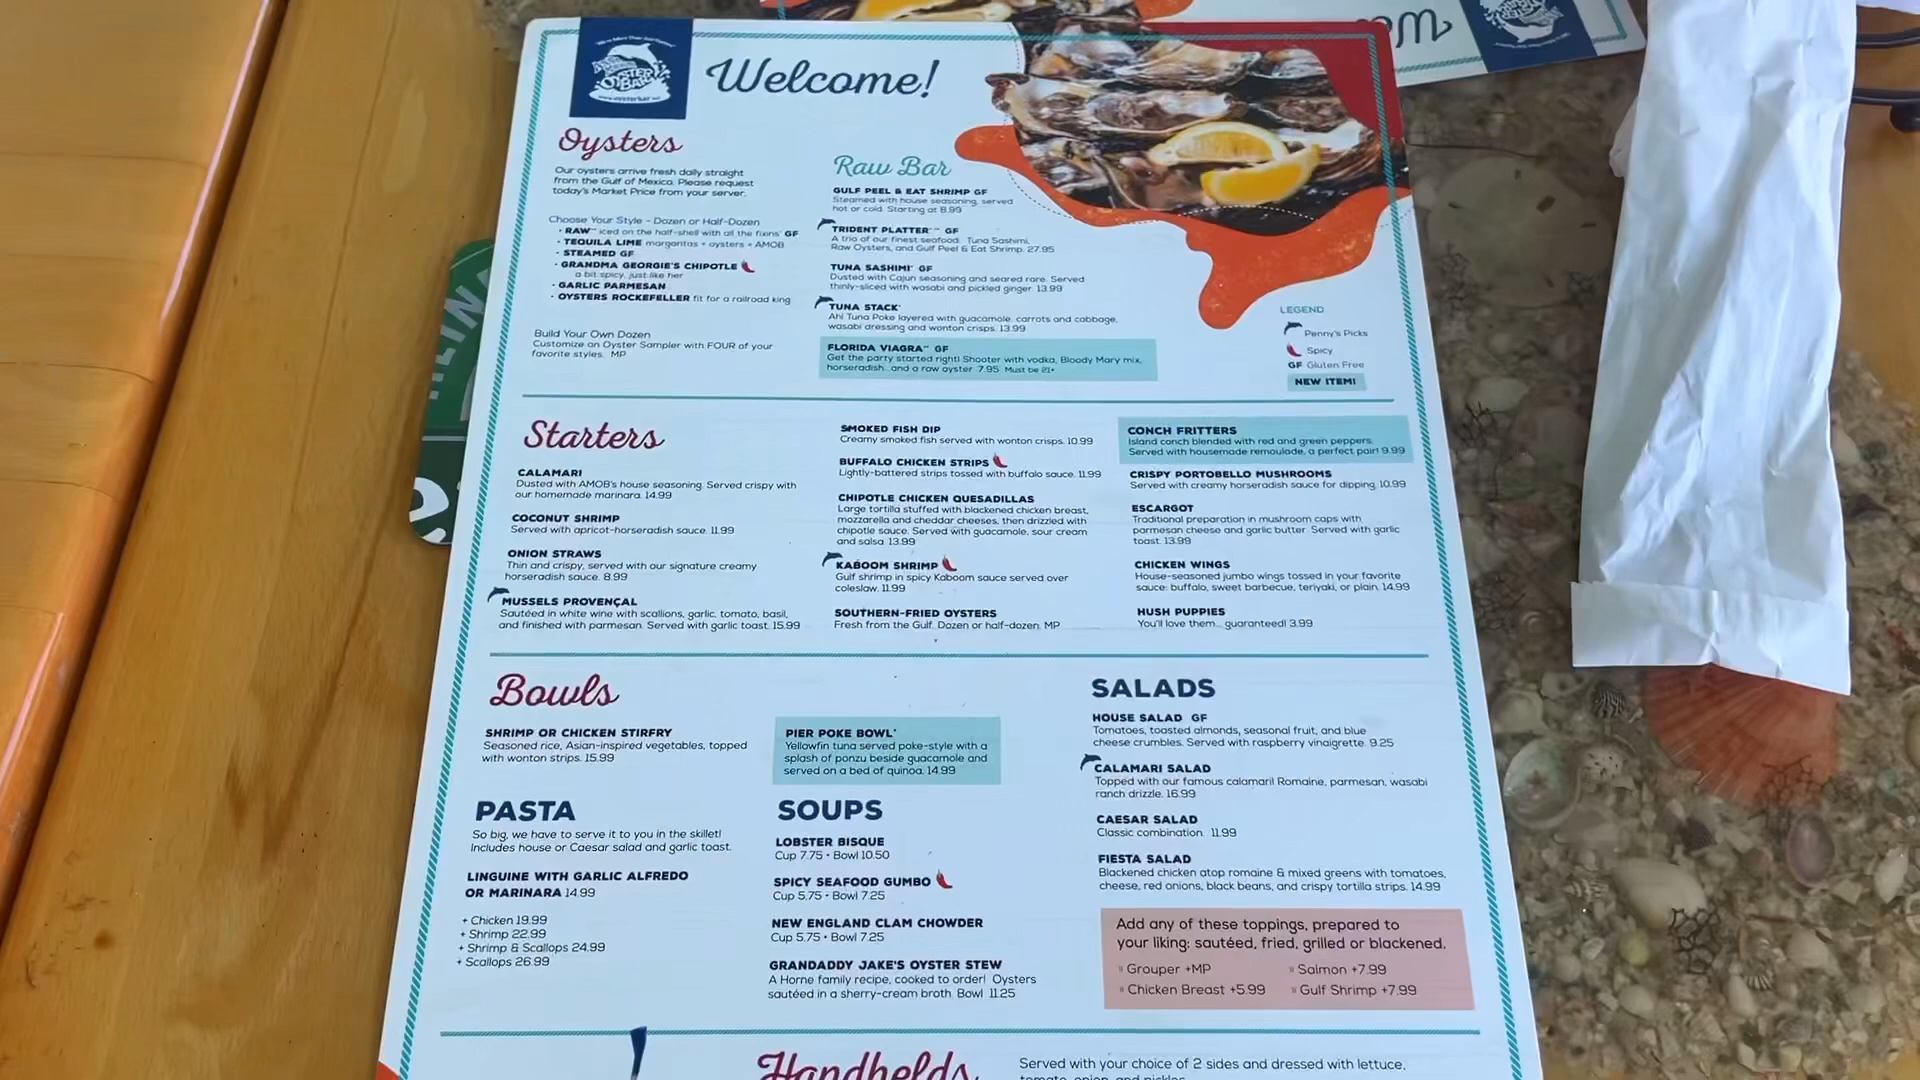 Welcome!
Oysters
Our oysters arrive fresh daily straight
from the Gulf of Mexico. Please request
today's Market Price from your server.
Choose Your Style - Dozen or Half-Dozen
• RAW™ iced on the half-shell with all the fixins' GF
• TEQUILA LIME margaritas + oysters = AMOB
• STEAMED GF
• GRANDMA GEORGIE'S CHIPOTLE
a bit spicy, just like her
• GARLIC PARMESAN
• OYSTERS ROCKEFELLER fit for a railroad king
Build Your Own Dozen
Customize an Oyster Sampler with FOUR of your
favorite styles. MP
Raw Bar
GULF PEEL & EAT SHRIMP GF
Steamed with house seasoning, served
hot or cold. Starting at 8.99
TRIDENT PLATTER*™ GF
A trio of our finest seafood: Tuna Sashimi,
Raw Oysters, and Gulf Peel & Eat Shrimp. 27.95
TUNA SASHIMI* GF
Dusted with Cajun seasoning and seared rare. Served
thinly-sliced with wasabi and pickled ginger. 13.99
TUNA STACK*
Ahi Tuna Poke layered with guacamole, carrots and cabbage,
wasabi dressing and wonton crisps. 13.99
FLORIDA VIAGRA*™ GF
Get the party started right! Shooter with vodka, Bloody Mary mix,
horseradish...and a raw oyster. 7.95 Must be 21+
LEGEND
Penny's Picks
Spicy
GF Gluten Free
NEW ITEM!
Starters
CALAMARI
Dusted with AMOB's house seasoning. Served crispy with
our homemade marinara. 14.99
COCONUT SHRIMP
Served with apricot-horseradish sauce. 11.99
ONION STRAWS
Thin and crispy, served with our signature creamy
horseradish sauce. 8.99
MUSSELS PROVENÇAL
Sautéed in white wine with scallions, garlic, tomato, basil,
and finished with parmesan. Served with garlic toast. 15.99
SMOKED FISH DIP
Creamy smoked fish served with wonton crisps. 10.99
BUFFALO CHICKEN STRIPS
Lightly-battered strips tossed with buffalo sauce. 11.99
CHIPOTLE CHICKEN QUESADILLAS
Large tortilla stuffed with blackened chicken breast,
mozzarella and cheddar cheeses, then drizzled with
chipotle sauce. Served with guacamole, sour cream
and salsa. 13.99
KABOOM SHRIMP
Gulf shrimp in spicy Kaboom sauce served over
coleslaw. 11.99
SOUTHERN-FRIED OYSTERS
Fresh from the Gulf. Dozen or half-dozen. MP
CONCH FRITTERS
Island conch blended with red and green peppers.
Served with housemade remoulade, a perfect pair! 9.99
CRISPY PORTOBELLO MUSHROOMS
Served with creamy horseradish sauce for dipping. 10.99
ESCARGOT
Traditional preparation in mushroom caps with
parmesan cheese and garlic butter. Served with garlic
toast. 13.99
CHICKEN WINGS
House-seasoned jumbo wings tossed in your favorite
sauce: buffalo, sweet barbecue, teriyaki, or plain. 14.99
HUSH PUPPIES
You'll love them... guaranteed! 3.99
Bowls
SHRIMP OR CHICKEN STIRFRY
Seasoned rice, Asian-inspired vegetables, topped
with wonton strips. 15.99
PIER POKE BOWL*
Yellowfin tuna served poke-style with a
splash of ponzu beside guacamole and
served on a bed of quinoa. 14.99
PASTA
So big, we have to serve it to you in the skillet!
Includes house or Caesar salad and garlic toast.
LINGUINE WITH GARLIC ALFREDO
OR MARINARA 14.99
+ Chicken 19.99
+ Shrimp 22.99
+ Shrimp & Scallops 24.99
+ Scallops 26.99
SOUPS
LOBSTER BISQUE
Cup 7.75 • Bowl 10.50
SPICY SEAFOOD GUMBO
Cup 5.75 • Bowl 7.25
NEW ENGLAND CLAM CHOWDER
Cup 5.75 • Bowl 7.25
GRANDADDY JAKE'S OYSTER STEW
A Horne family recipe, cooked to order! Oysters
sautéed in a sherry-cream broth. Bowl 11.25
SALADS
HOUSE SALAD GF
Tomatoes, toasted almonds, seasonal fruit, and blue
cheese crumbles. Served with raspberry vinaigrette. 9.25
CALAMARI SALAD
Topped with our famous calamari! Romaine, parmesan, wasabi
ranch drizzle. 16.99
CAESAR SALAD
Classic combination. 11.99
FIESTA SALAD
Blackened chicken atop romaine & mixed greens with tomatoes,
cheese, red onions, black beans, and crispy tortilla strips. 14.99
Add any of these toppings, prepared to
your liking: sautéed, fried, grilled or blackened.
» Grouper +MP
» Salmon +7.99
» Chicken Breast +5.99
» Gulf Shrimp +7.99
Handhelds
Served with your choice of 2 sides and dressed with lettuce,
tomato, onion, and pickles.